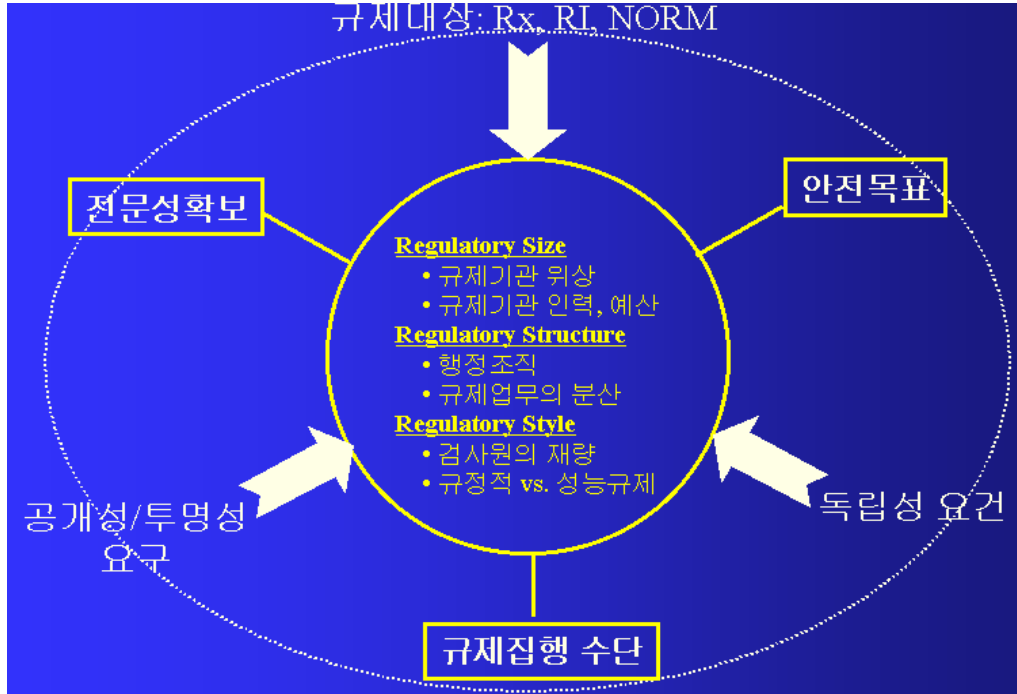 규제대상: Rx, RI, NORM
전문성확보
안전목표
Regulatory Size
• 규제기관 위상
• 규제기관 인력, 예산
Regulatory Structure
• 행정조직
• 규제업무의 분산
Regulatory Style
• 검사원의 재량
• 규정적 vs. 성능규제
공개성/투명성
요구
독립성 요건
규제집행 수단